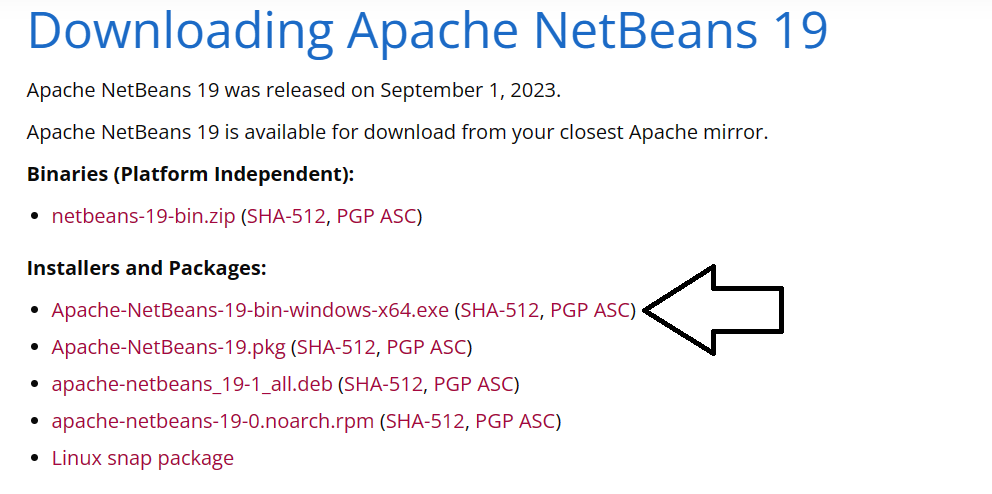 Downloading Apache NetBeans 19
Apache NetBeans 19 was released on September 1, 2023.
Apache NetBeans 19 is available for download from your closest Apache mirror.
Binaries (Platform Independent):
• netbeans-19-bin.zip (SHA-512, PGP ASC)
Installers and Packages:
• Apache-NetBeans-19-bin-windows-x64.exe (SHA-512, PGP ASC)
• Apache-NetBeans-19.pkg (SHA-512, PGP ASC)
• apache-netbeans_19-1_all.deb (SHA-512, PGP ASC)
• apache-netbeans-19-0.noarch.rpm (SHA-512, PGP ASC)
• Linux snap package